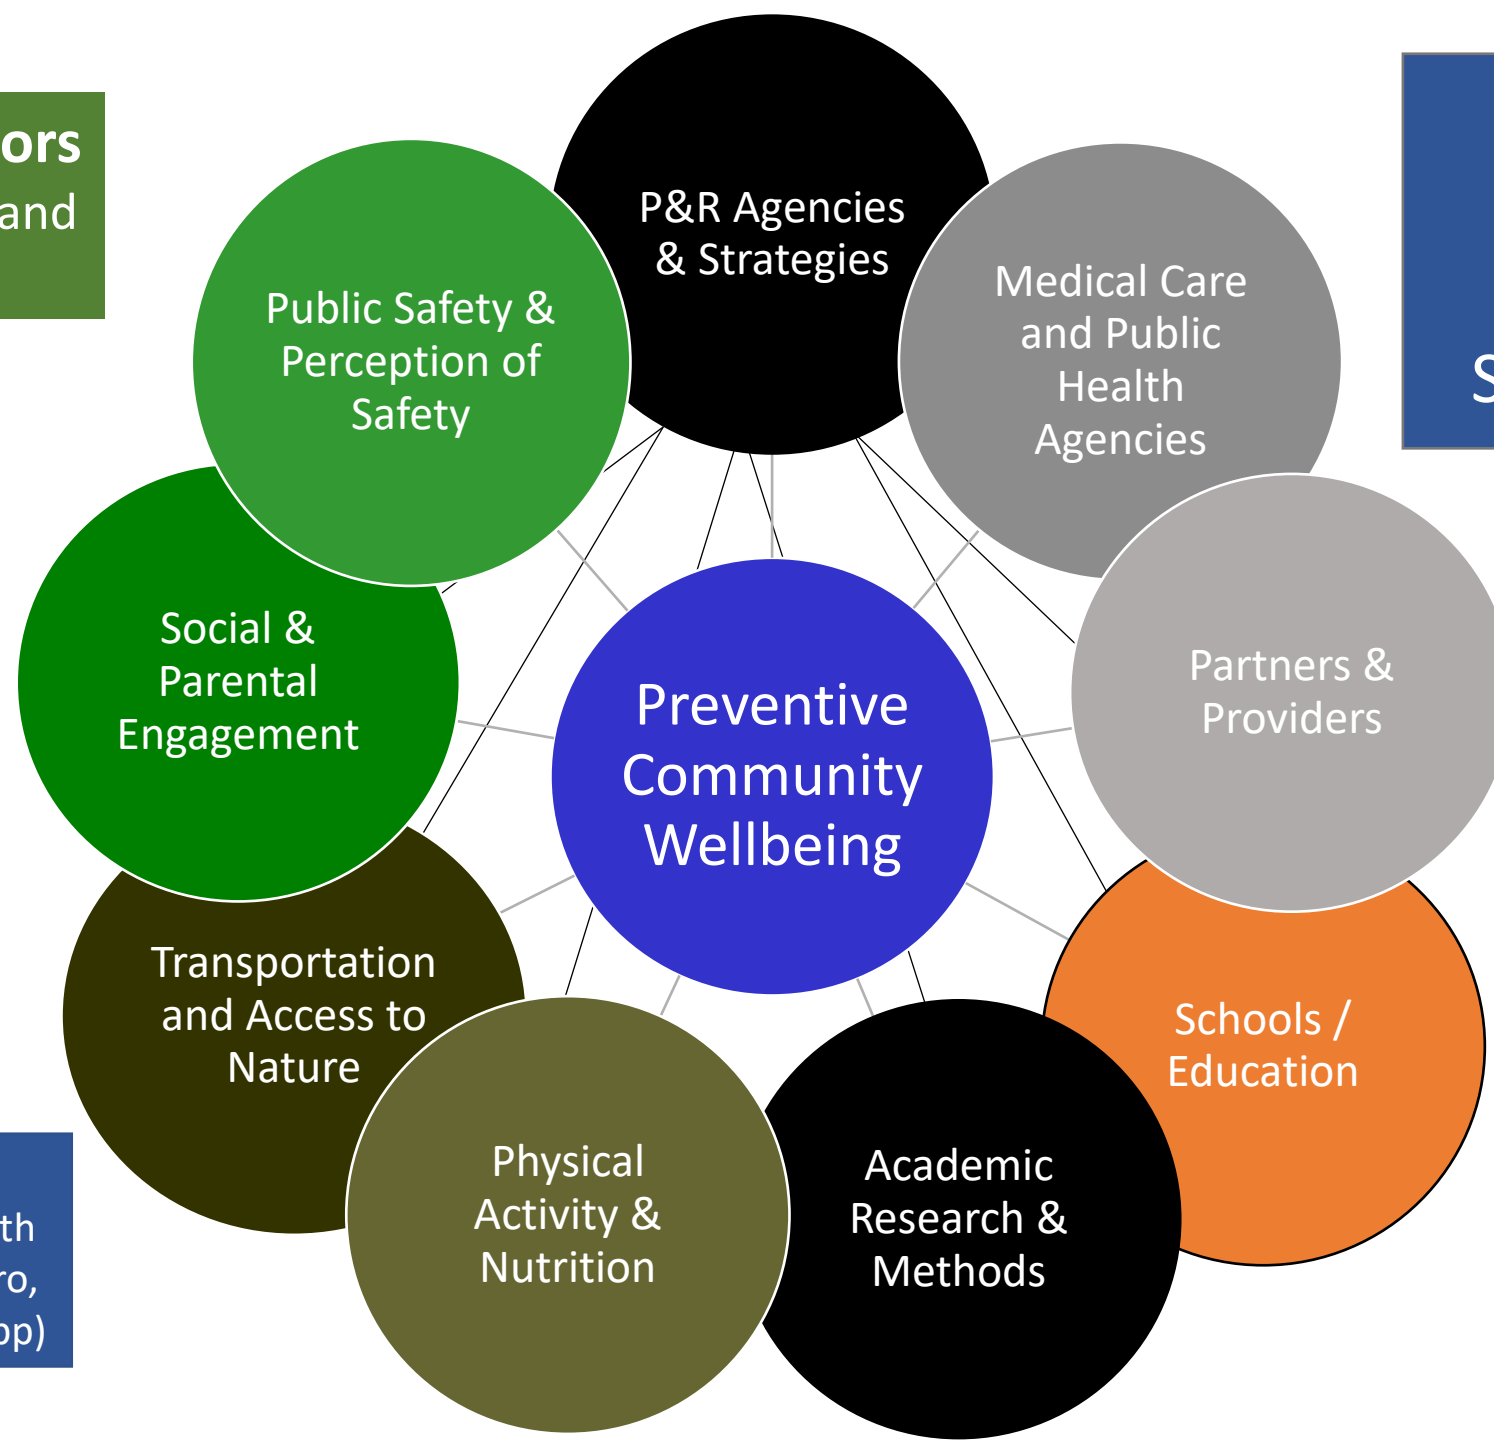 ors
and
P&R Agencies
& Strategies
Medical Care
and Public
Health
Agencies
S
Public Safety &
Perception of
Safety
Social &
Parental
Engagement
Preventive
Community
Wellbeing
Partners &
Providers
Transportation
and Access to
Nature
Schools /
Education
Physical
Activity &
Nutrition
Academic
Research &
Methods
th
ro,
pp)